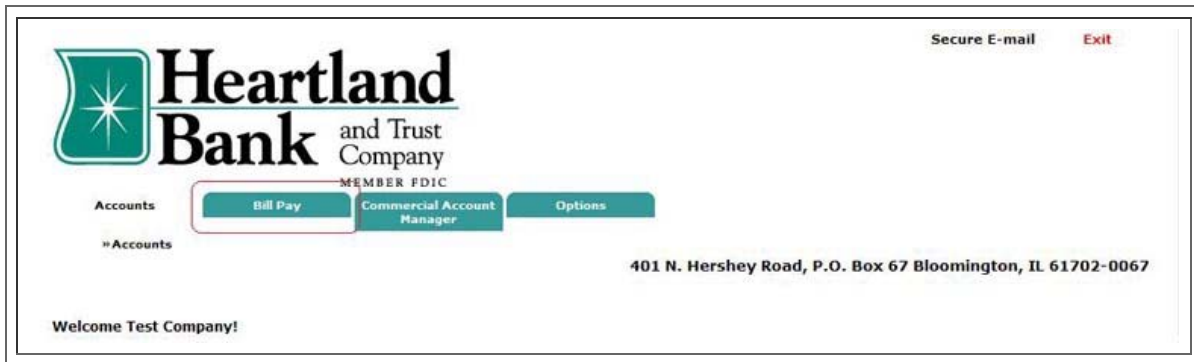 Secure E-mail Exit
Heartland
Bank and Trust
Company
MEMBER FDIC
Accounts Bill Pay Commercial Account Options
Manager
»Accounts
401 N. Hershey Road, P.O. Box 67 Bloomington, IL 61702-0067
Welcome Test Company!